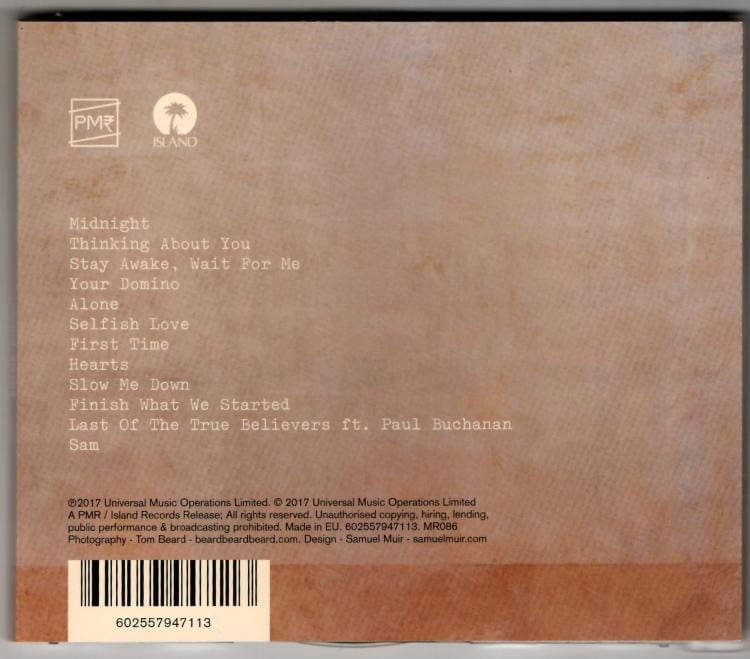 PMR
ISLAND
Midnight
Thinking About You
Stay Awake, Wait For Me
Your Domino
Alone
Selfish Love
First Time
Hearts
Slow Me Down
Finish What We Started
Last Of The True Believers ft. Paul Buchanan
Sam
℗2017 Universal Music Operations Limited. © 2017 Universal Music Operations Limited
A PMR / Island Records Release; All rights reserved. Unauthorised copying, hiring, lending,
public performance & broadcasting prohibited. Made in EU. 602557947113. MR086
Photography - Tom Beard - beardbeardbeard.com. Design - Samuel Muir - samuelmuir.com
602557947113